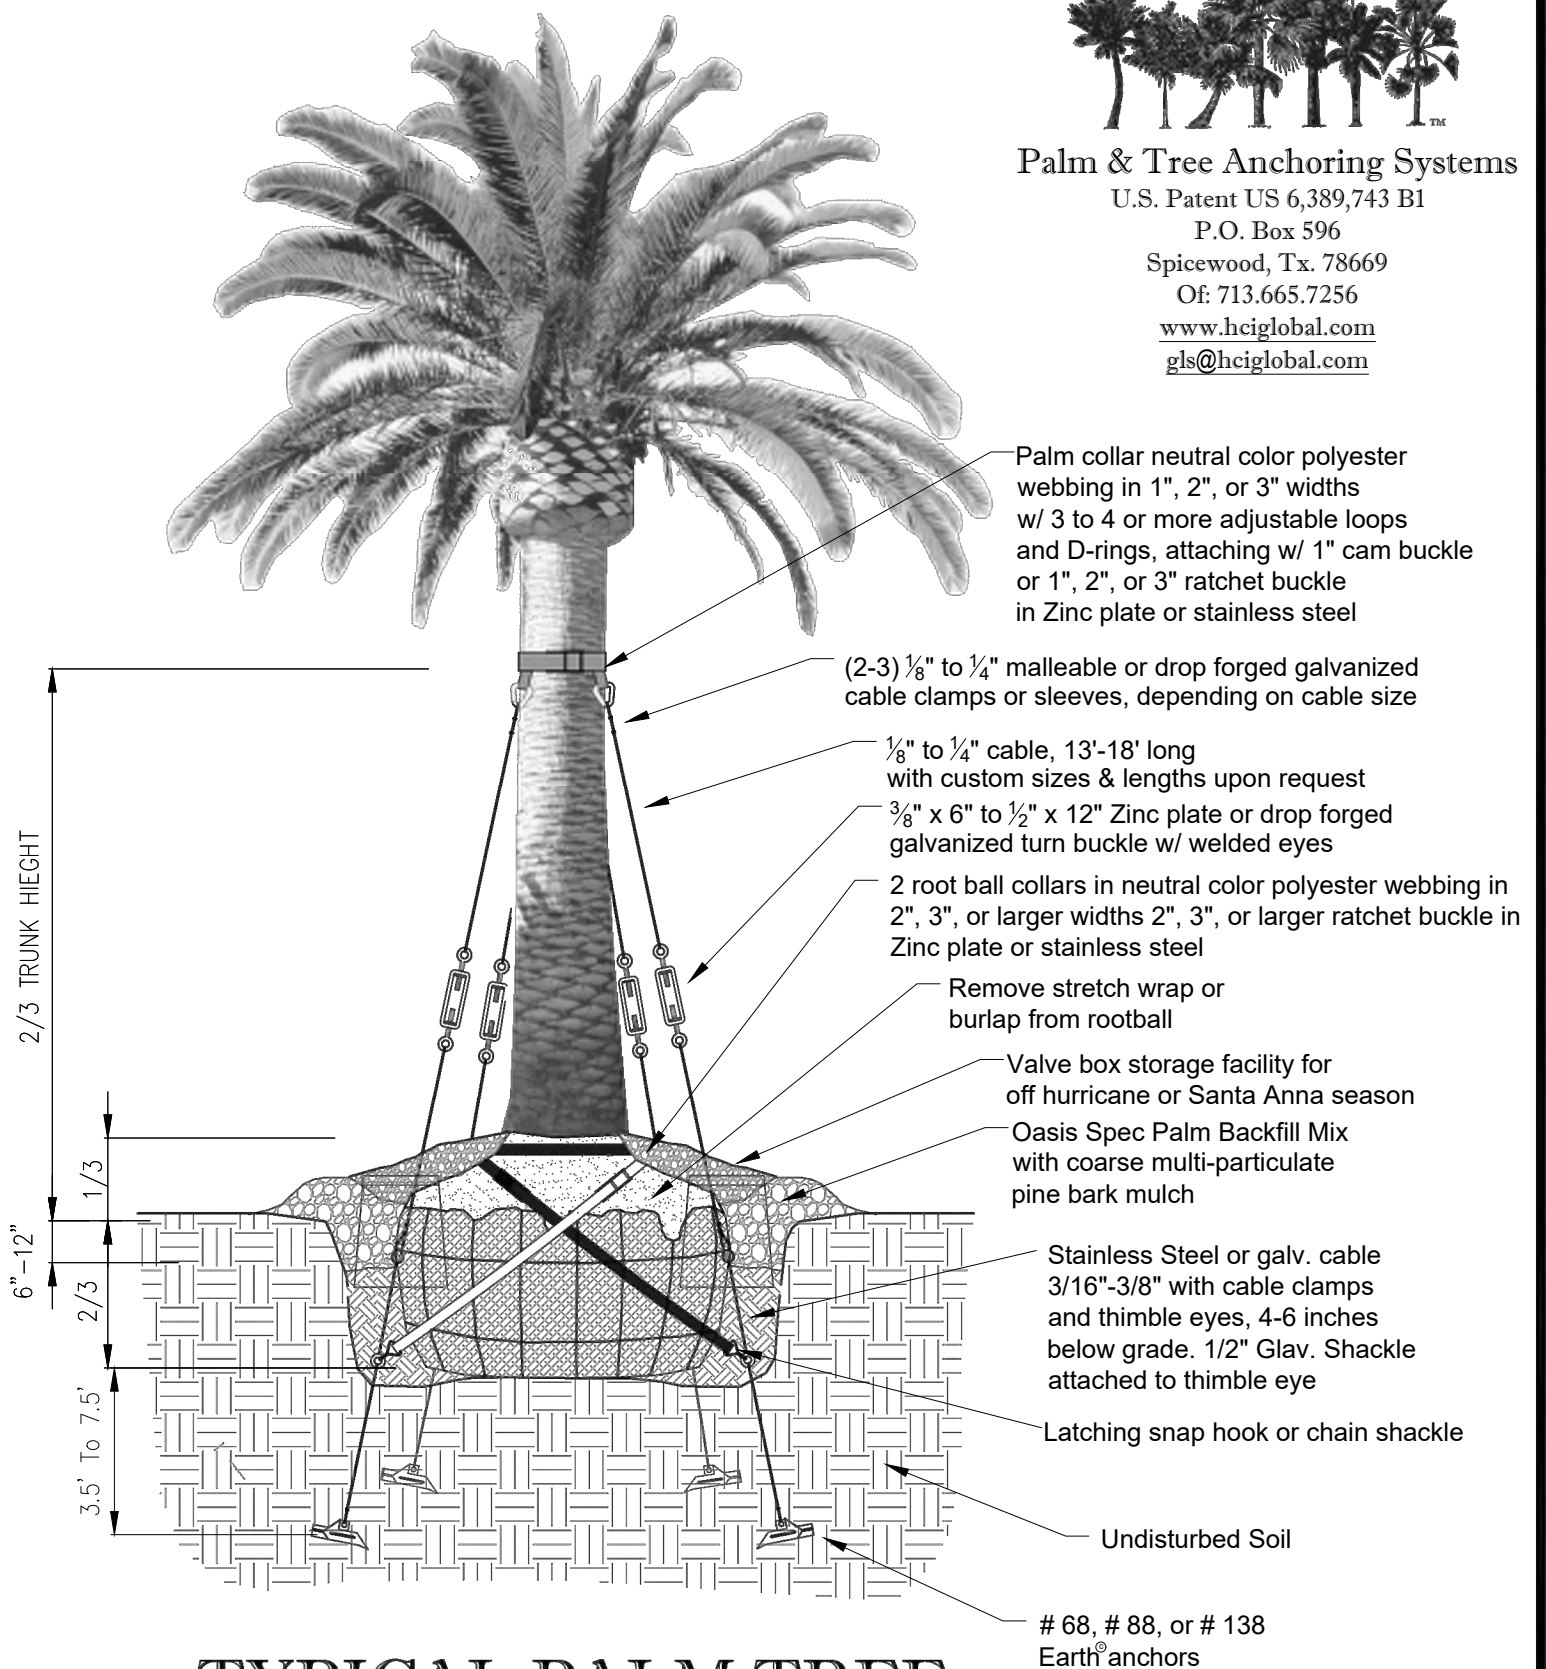 TM
Palm & Tree Anchoring Systems
U.S. Patent US 6,389,743 B1
P.O. Box 596
Spicewood, Tx. 78669
Of: 713.665.7256
www.hciglobal.com
gls@hciglobal.com
Palm collar neutral color polyester
webbing in 1", 2", or 3" widths
w/ 3 to 4 or more adjustable loops
and D-rings, attaching w/ 1" cam buckle
or 1", 2", or 3" ratchet buckle
in Zinc plate or stainless steel
(2-3) ⅛" to ¼" malleable or drop forged galvanized
cable clamps or sleeves, depending on cable size
⅛" to ¼" cable, 13'-18' long
with custom sizes & lengths upon request
⅜" x 6" to ½" x 12" Zinc plate or drop forged
galvanized turn buckle w/ welded eyes
2 root ball collars in neutral color polyester webbing in
2", 3", or larger widths 2", 3", or larger ratchet buckle in
Zinc plate or stainless steel
Remove stretch wrap or
burlap from rootball
Valve box storage facility for
off hurricane or Santa Anna season
Oasis Spec Palm Backfill Mix
with coarse multi-particulate
pine bark mulch
Stainless Steel or galv. cable
3/16"-3/8" with cable clamps
and thimble eyes, 4-6 inches
below grade. 1/2" Glav. Shackle
attached to thimble eye
Latching snap hook or chain shackle
Undisturbed Soil
# 68, # 88, or # 138
Earth© anchors
2/3 TRUNK HIEGHT
1/3
6"-12"
2/3
3.5' To 7.5'
TYPICAL PALM TREE